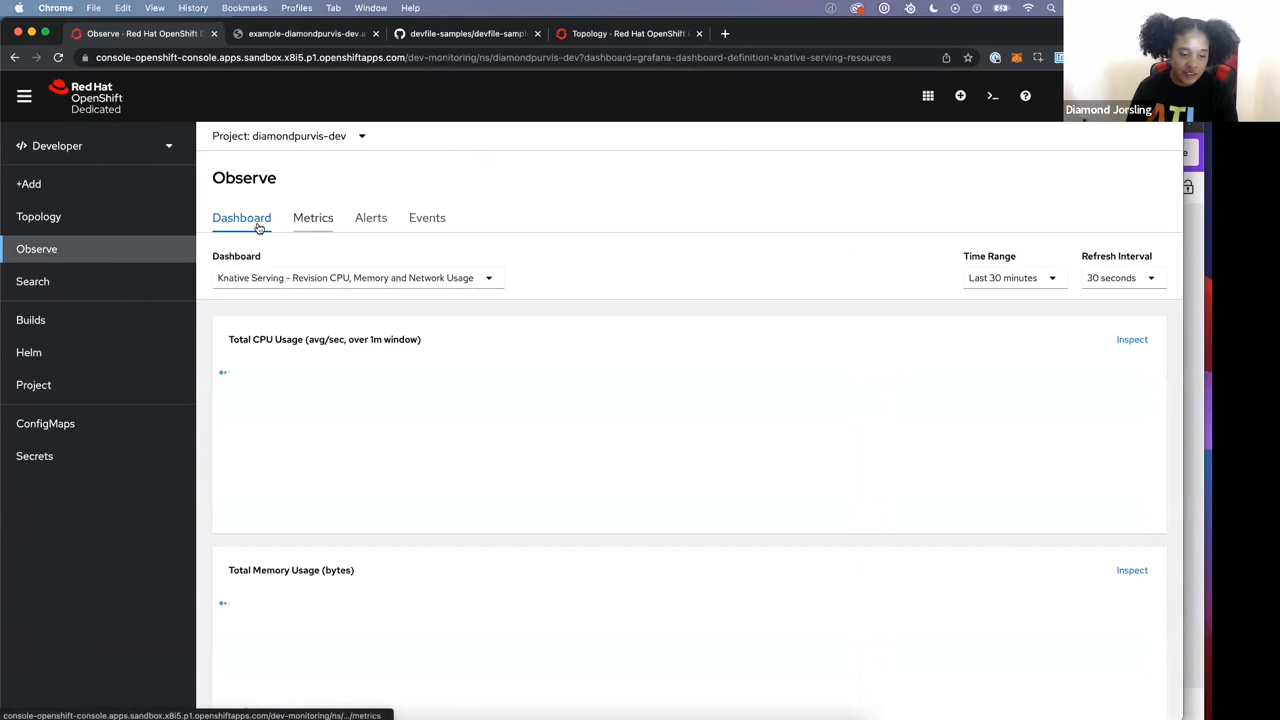 Chrome File Edit View History Bookmarks Profiles Tab Window Help
Observe · Red Hat OpenShift D
example-diamondpurvis-dev.a
devfile-samples/devfile-samp
Topology · Red Hat OpenShift
console-openshift-console.apps.sandbox.x8i5.p1.openshiftapps.com/dev-monitoring/ns/diamondpurvis-dev?dashboard=grafana-dashboard-definition-knative-serving-resources
Red Hat
OpenShift
Dedicated
Diamond Jorsling
Developer
+Add
Topology
Observe
Search
Builds
Helm
Project
ConfigMaps
Secrets
Project: diamondpurvis-dev
Observe
Dashboard Metrics Alerts Events
Dashboard
Knative Serving - Revision CPU, Memory and Network Usage
Time Range
Last 30 minutes
Refresh Interval
30 seconds
Total CPU Usage (avg/sec, over 1m window)
Inspect
Total Memory Usage (bytes)
Inspect
console-openshift-console.apps.sandbox.x8i5.p1.openshiftapps.com/dev-monitoring/ns/.../metrics